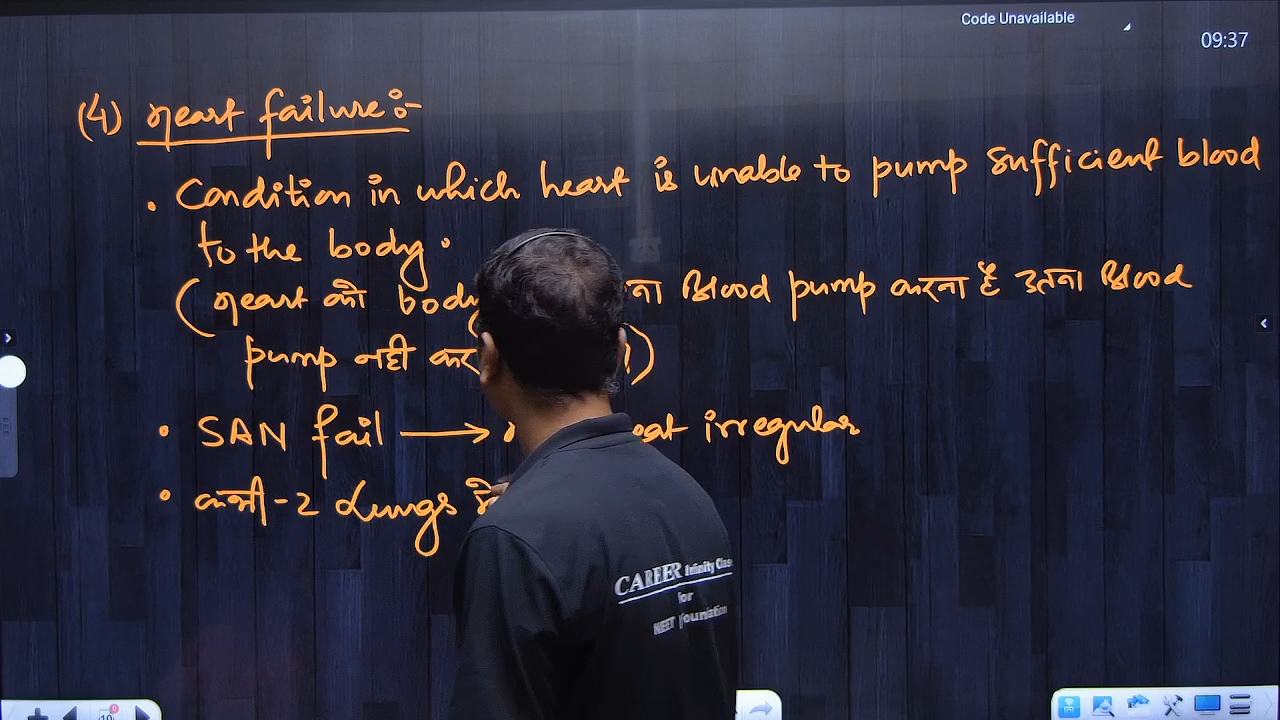 Code Unavailable
09:37
(4) Heart failure:-
• Condition in which heart is unable to pump sufficient blood
to the body.
(Heart को body ना Blood pump करना है उतना Blood
pump नहीं कर )
• SAN fail → eat irregular
• कभी-2 Lungs
CAREER Infinity Clas
for
NEET Foundation